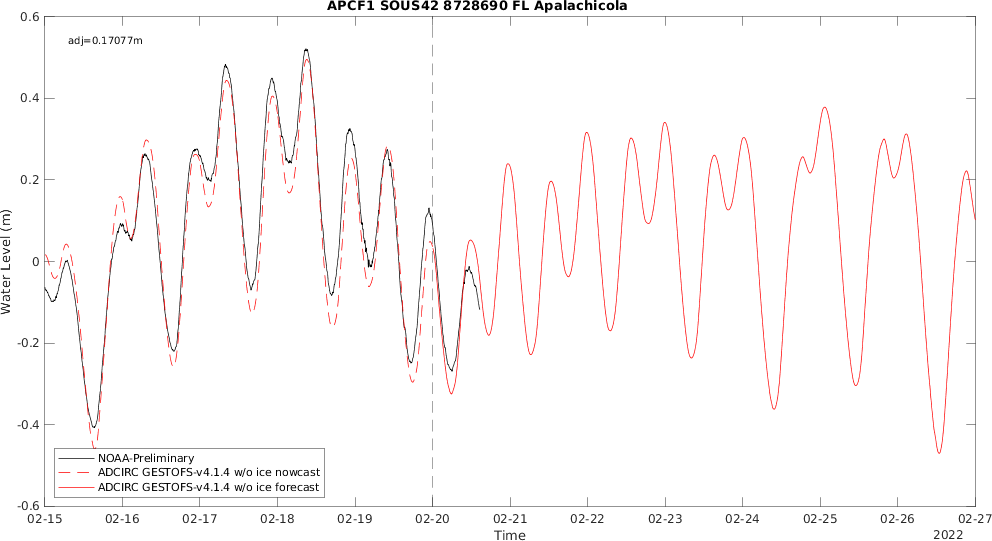 APCF1 SOUS42 8728690 FL Apalachicola
adj=0.17077m
0.6
0.4
0.2
0
-0.2
-0.4
-0.6
Water Level (m)
NOAA-Preliminary
ADCIRC GESTOFS-v4.1.4 w/o ice nowcast
ADCIRC GESTOFS-v4.1.4 w/o ice forecast
02-15 02-16 02-17 02-18 02-19 02-20 02-21 02-22 02-23 02-24 02-25 02-26 02-27
Time
2022